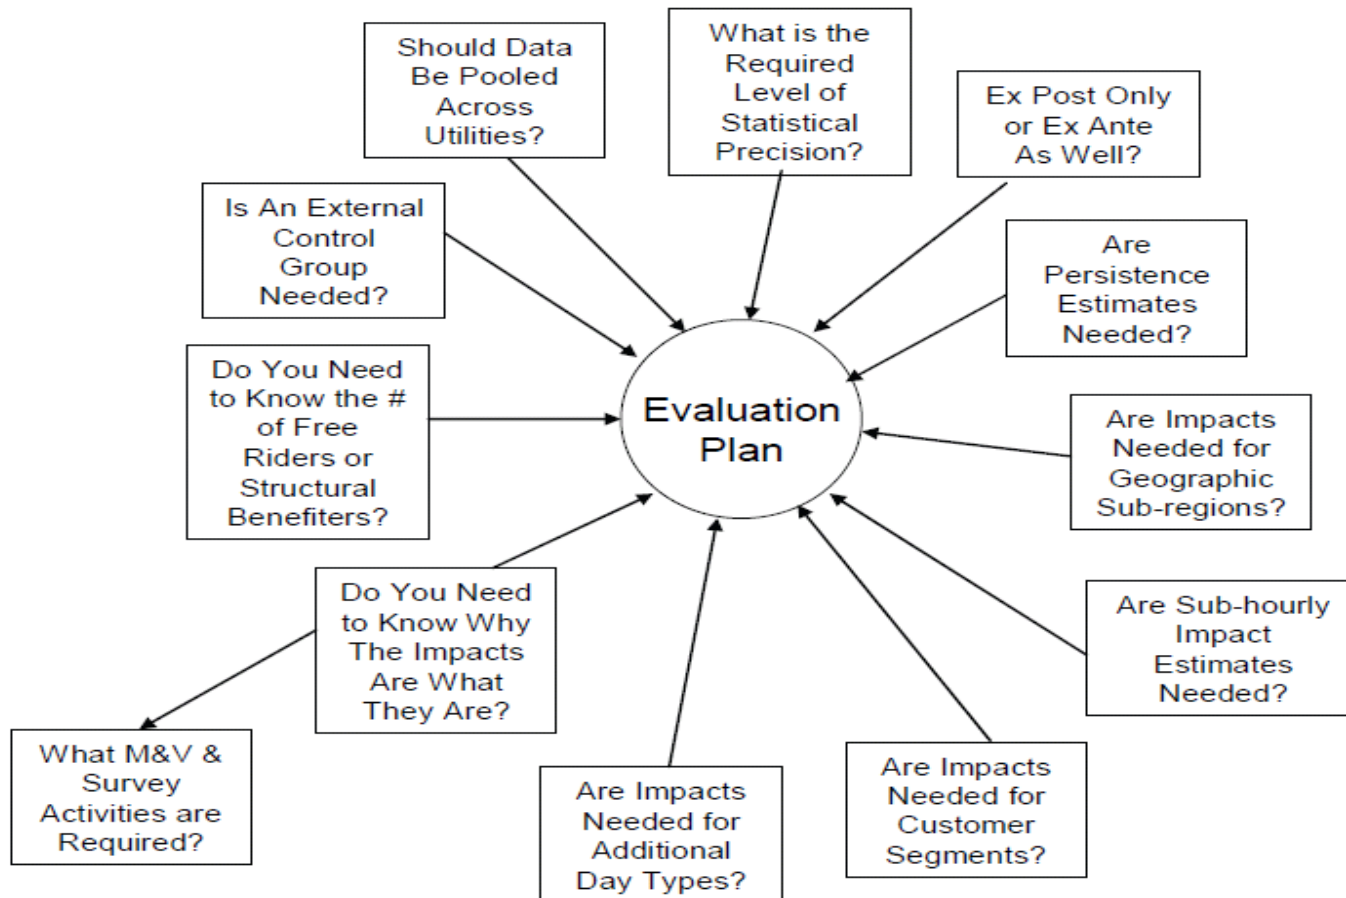 Should Data
Be Pooled
Across
Utilities?
What is the
Required
Level of
Statistical
Precision?
Ex Post Only
or Ex Ante
As Well?
Is An External
Control
Group
Needed?
Are
Persistence
Estimates
Needed?
Do You Need
to Know the #
of Free
Riders or
Structural
Benefiters?
Evaluation
Plan
Are Impacts
Needed for
Geographic
Sub-regions?
Do You Need
to Know Why
The Impacts
Are What
They Are?
Are Sub-hourly
Impact
Estimates
Needed?
What M&V &
Survey
Activities are
Required?
Are Impacts
Needed for
Additional
Day Types?
Are Impacts
Needed for
Customer
Segments?